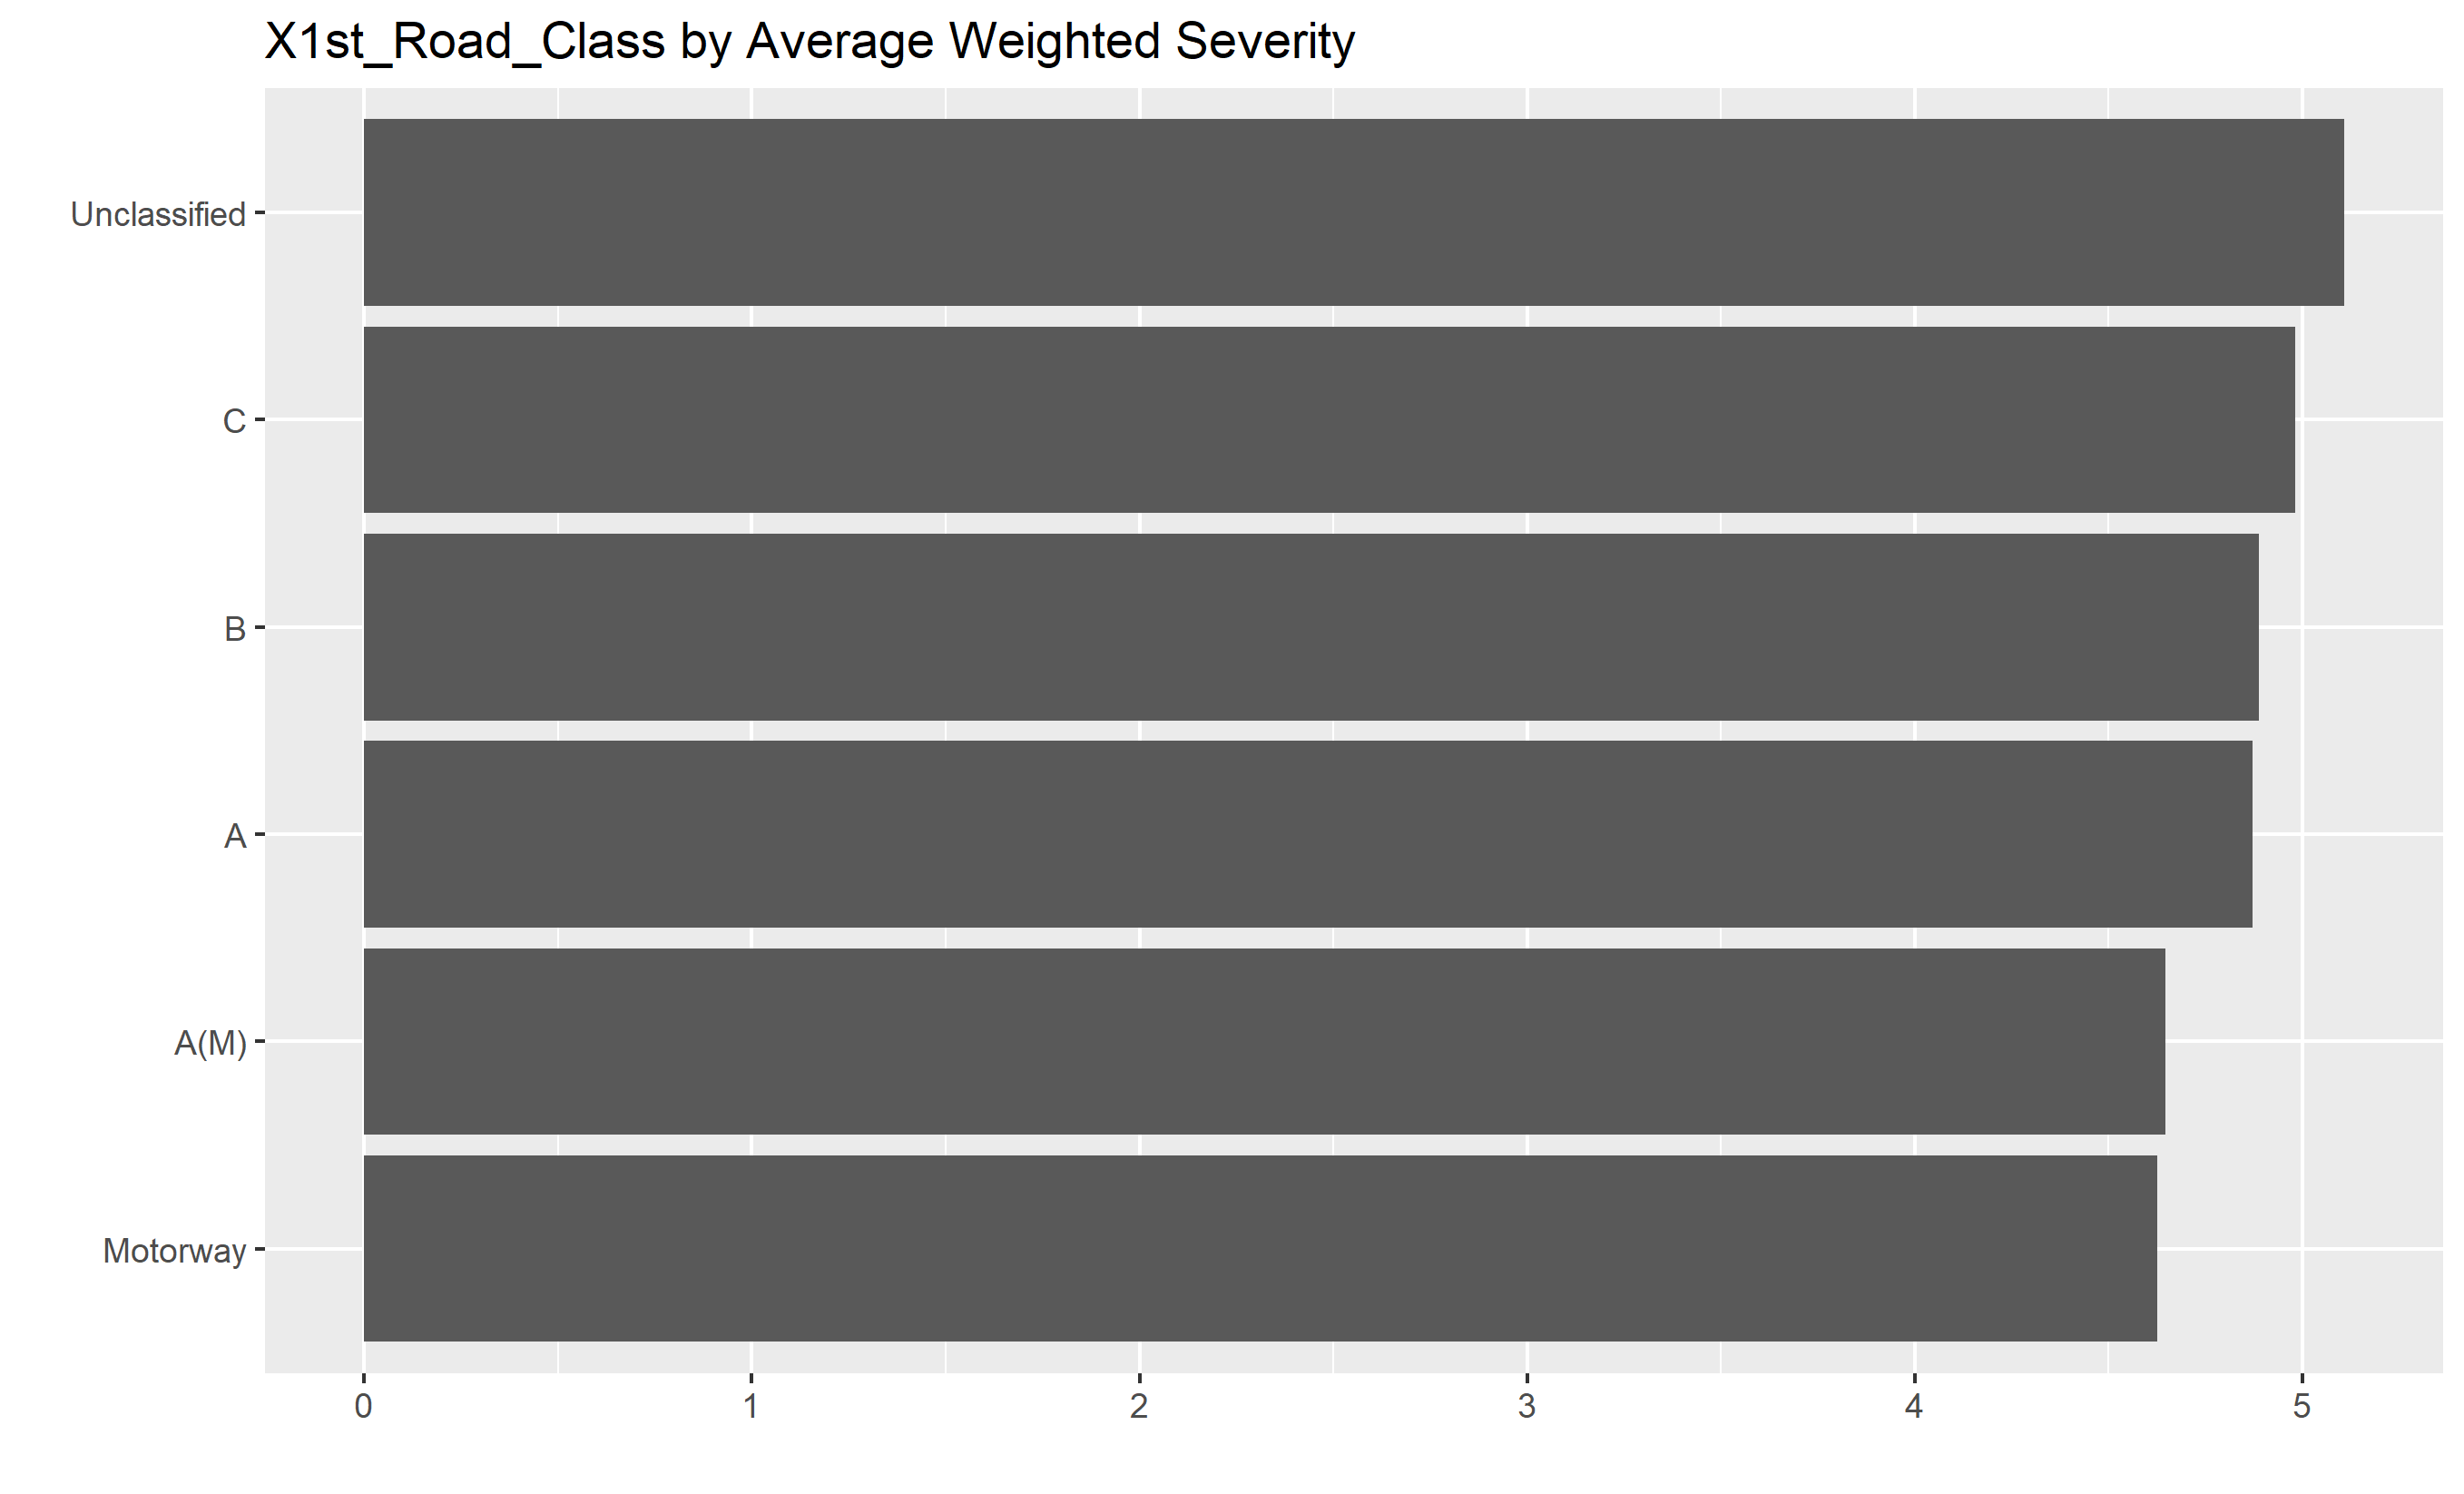 X1st_Road_Class by Average Weighted Severity
Unclassified
C
B
A
A(M)
Motorway
0 1 2 3 4 5